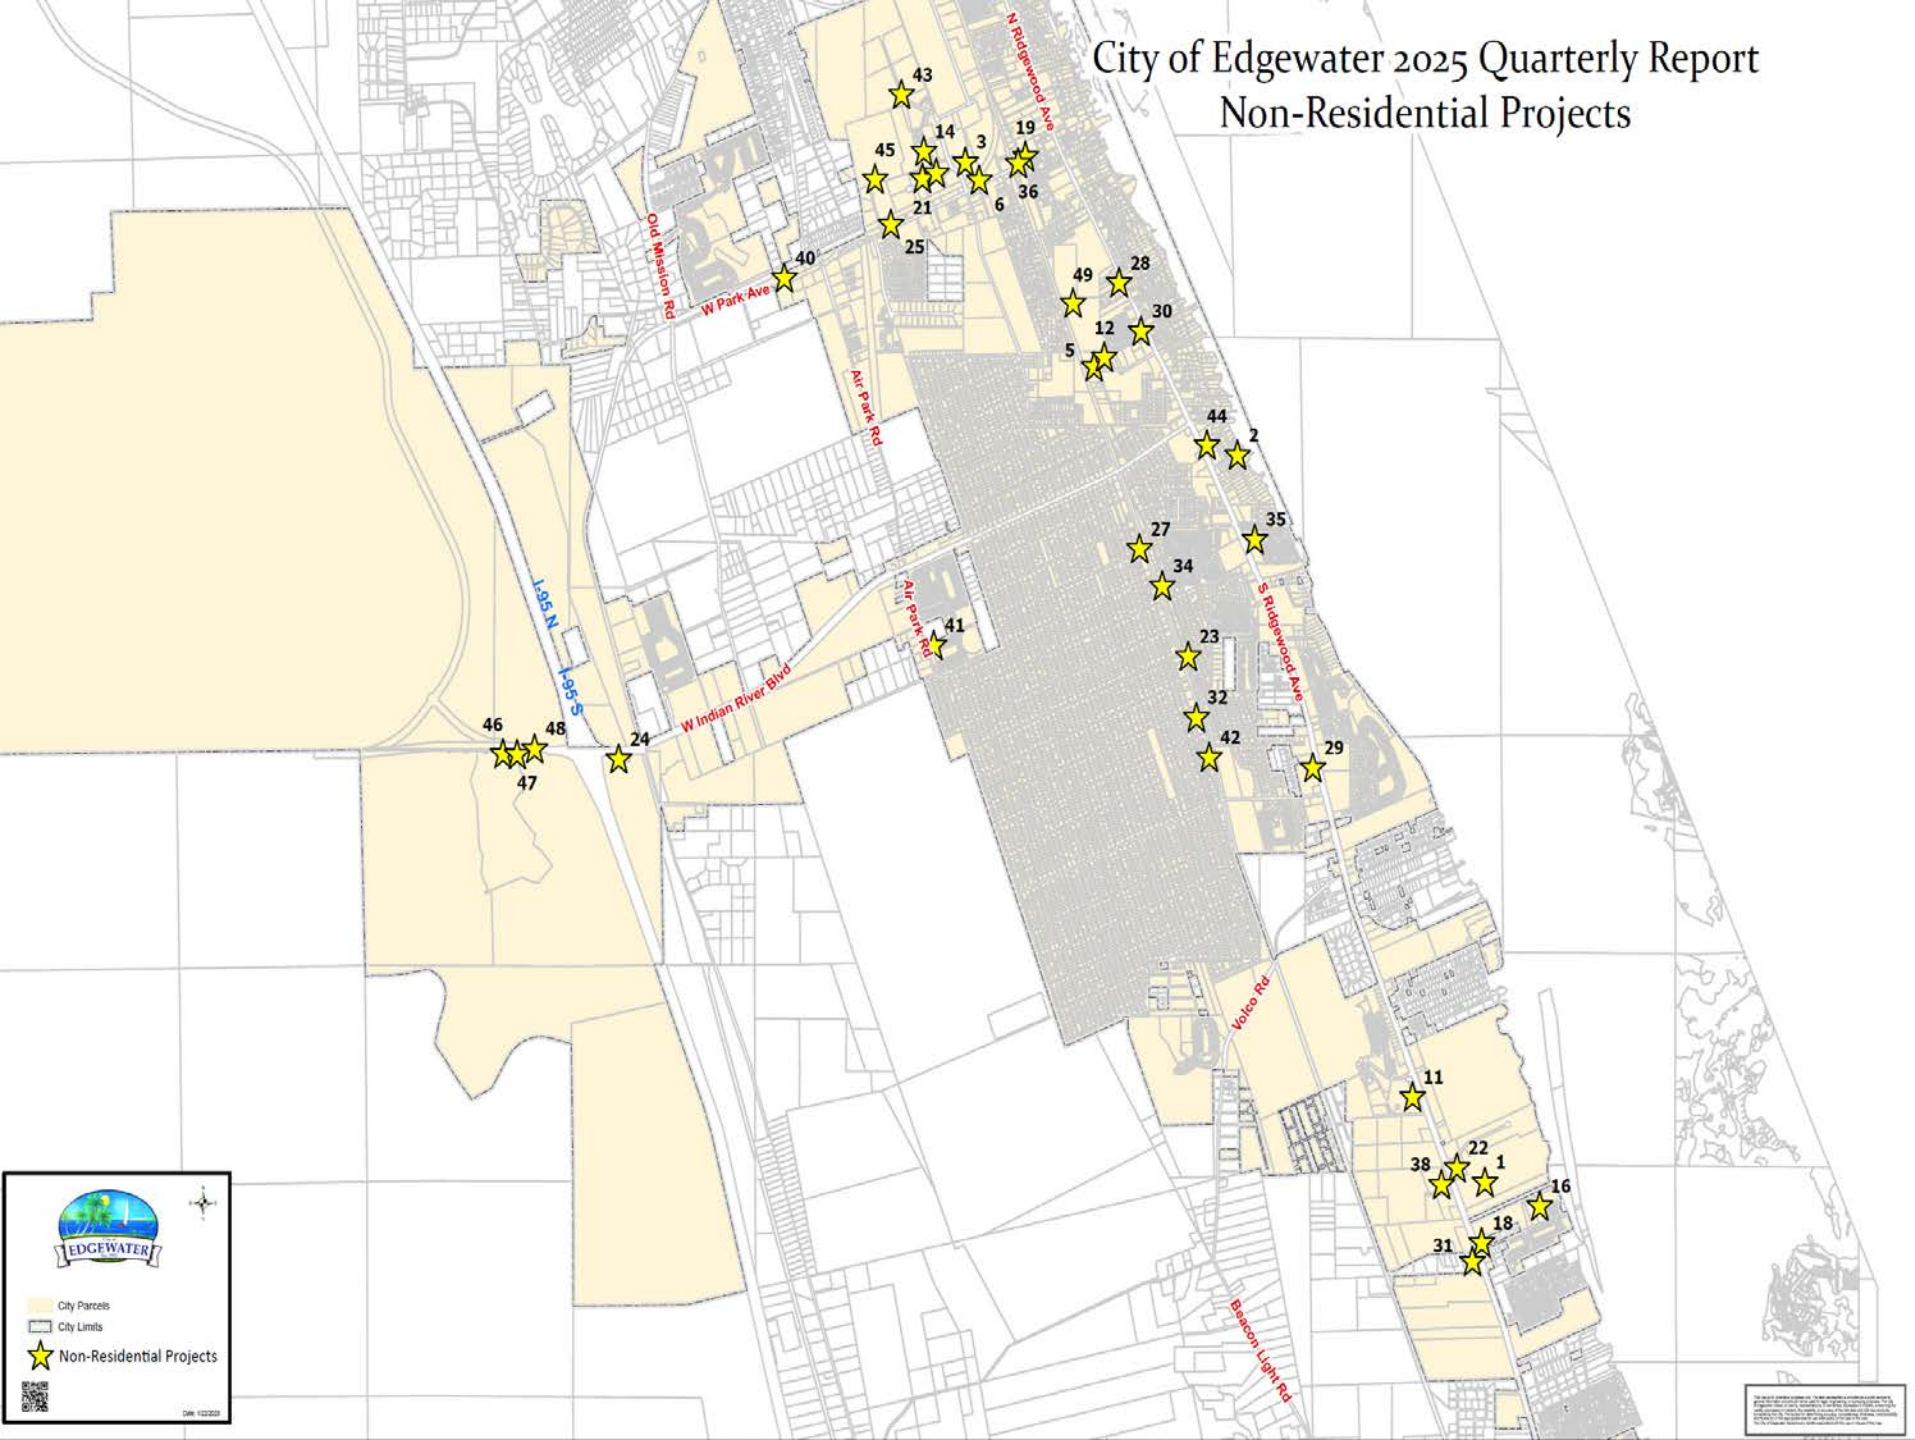 City of Edgewater 2025 Quarterly Report
Non-Residential Projects
N Ridgewood Ave
43
14
3
19
45
36
6
21
25
Old Mission Rd
40
W Park Ave
28
49
30
12
5
Air Park Rd
44
2
35
27
34
I-95 N
Air Park Rd
S Ridgewood Ave
41
23
I-95 S
W Indian River Blvd
32
46
48
24
42
29
47
Volco Rd
11
22
38
1
16
18
31
Beacon Light Rd
EDGEWATER
City Parcels
City Limits
Non-Residential Projects